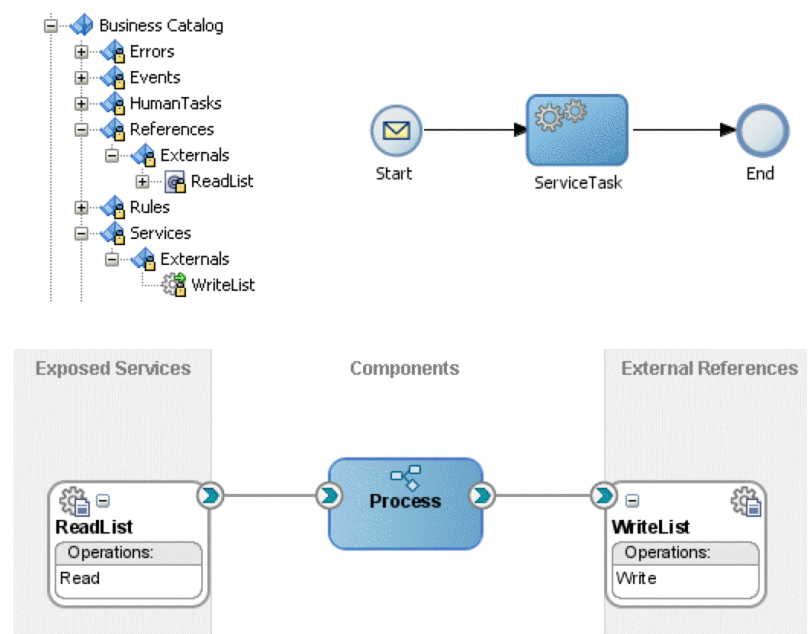 Business Catalog
Errors
Events
HumanTasks
References
Externals
ReadList
Rules
Services
Externals
WriteList
Start
ServiceTask
End
Exposed Services
Components
External References
ReadList
Operations:
Read
Process
WriteList
Operations:
Write